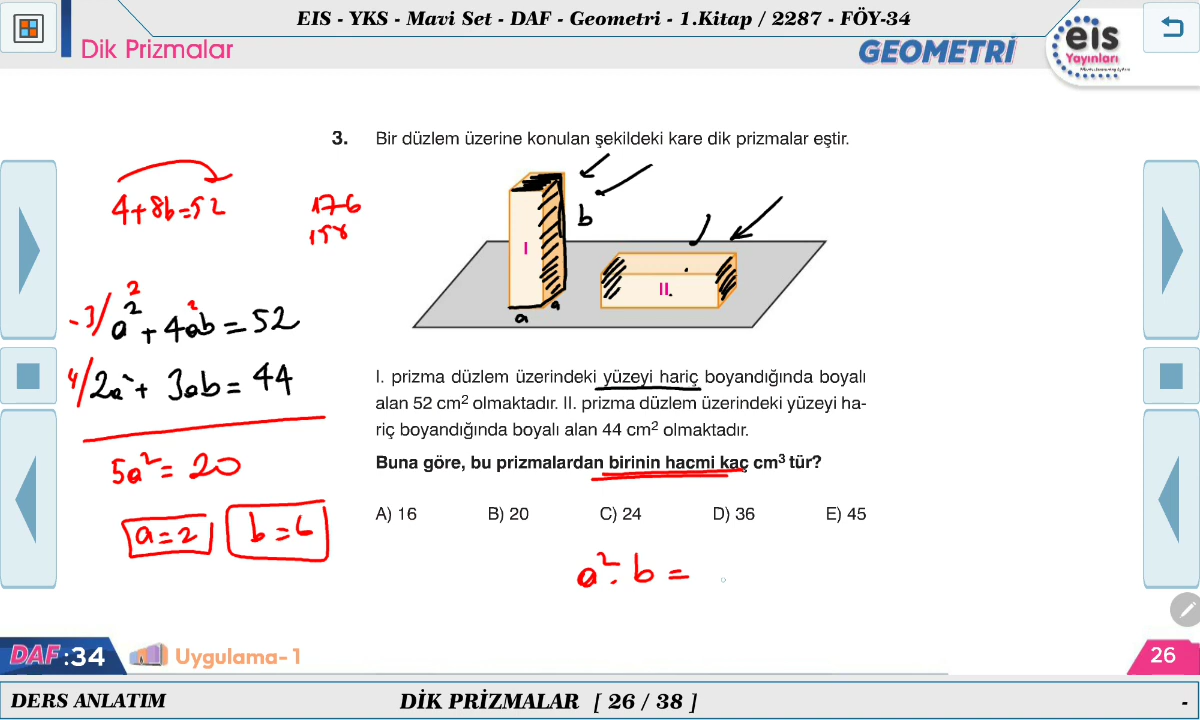 EIS - YKS - Mavi Set - DAF - Geometri - 1.Kitap / 2287 - FÖY-34
Dik Prizmalar
GEOMETRİ
eis
Yayınları
3. Bir düzlem üzerine konulan şekildeki kare dik prizmalar eştir.
4+8b=52
176
b
I
II.
a
a
-3/ a² + 4ab = 52
2
2
4/ 2a² + 3ab = 44
5a² = 20
a=2
b=6
I. prizma düzlem üzerindeki yüzeyi hariç boyandığında boyalı
alan 52 cm² olmaktadır. II. prizma düzlem üzerindeki yüzeyi ha-
riç boyandığında boyalı alan 44 cm² olmaktadır.
Buna göre, bu prizmalardan birinin hacmi kaç cm³ tür?
A) 16 B) 20 C) 24 D) 36 E) 45
a².b =
DAF:34
Uygulama-1
26
DERS ANLATIM
DİK PRİZMALAR [ 26 / 38 ]
-